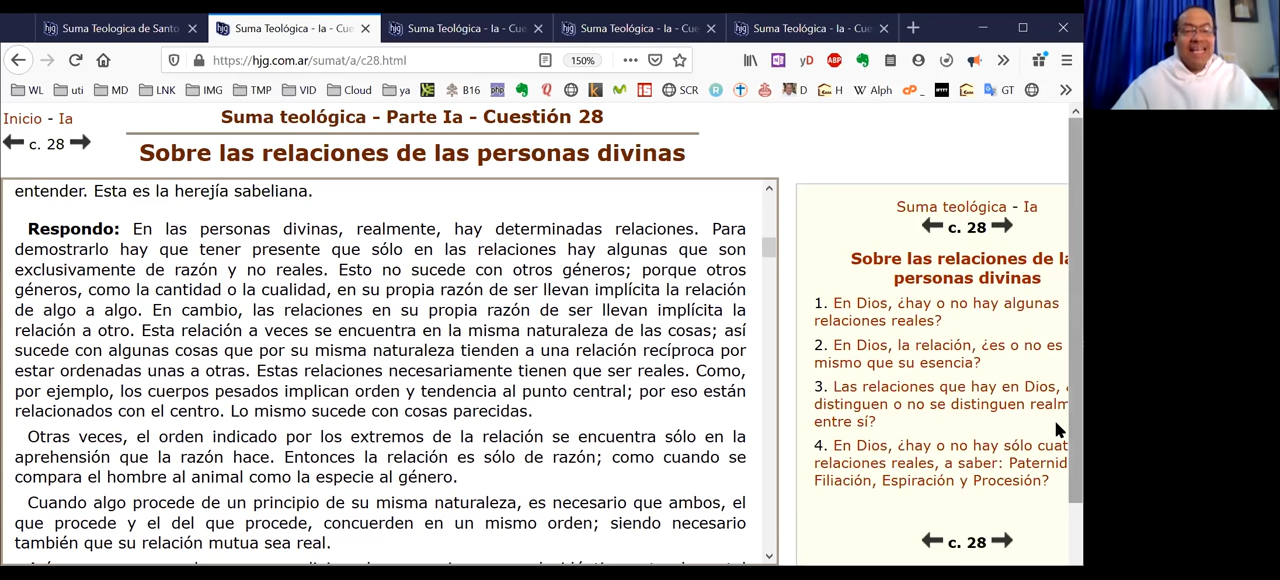 Suma Teologica de Santo
Suma Teológica - Ia - Cue
Suma Teológica - Ia - Cue
Suma Teológica - Ia - Cue
Suma Teológica - Ia - Cue
https://hjg.com.ar/sumat/a/c28.html
150%
yD
ABP
WL
uti
MD
LNK
IMG
TMP
VID
Cloud
ya
B16
php
SCR
D
H
W Alph
GT
Inicio - Ia
c. 28
Suma teológica - Parte Ia - Cuestión 28
Sobre las relaciones de las personas divinas
entender. Esta es la herejía sabeliana.
Respondo: En las personas divinas, realmente, hay determinadas relaciones. Para
demostrarlo hay que tener presente que sólo en las relaciones hay algunas que son
exclusivamente de razón y no reales. Esto no sucede con otros géneros; porque otros
géneros, como la cantidad o la cualidad, en su propia razón de ser llevan implícita la relación
de algo a algo. En cambio, las relaciones en su propia razón de ser llevan implícita la
relación a otro. Esta relación a veces se encuentra en la misma naturaleza de las cosas; así
sucede con algunas cosas que por su misma naturaleza tienden a una relación recíproca por
estar ordenadas unas a otras. Estas relaciones necesariamente tienen que ser reales. Como,
por ejemplo, los cuerpos pesados implican orden y tendencia al punto central; por eso están
relacionados con el centro. Lo mismo sucede con cosas parecidas.
Otras veces, el orden indicado por los extremos de la relación se encuentra sólo en la
aprehensión que la razón hace. Entonces la relación es sólo de razón; como cuando se
compara el hombre al animal como la especie al género.
Cuando algo procede de un principio de su misma naturaleza, es necesario que ambos, el
que procede y el del que procede, concuerden en un mismo orden; siendo necesario
también que su relación mutua sea real.
Suma teológica - Ia
c. 28
Sobre las relaciones de la
personas divinas
1. En Dios, ¿hay o no hay algunas
relaciones reales?
2. En Dios, la relación, ¿es o no es
mismo que su esencia?
3. Las relaciones que hay en Dios, ¿
distinguen o no se distinguen realm
entre sí?
4. En Dios, ¿hay o no hay sólo cuat
relaciones reales, a saber: Paternid
Filiación, Espiración y Procesión?
c. 28